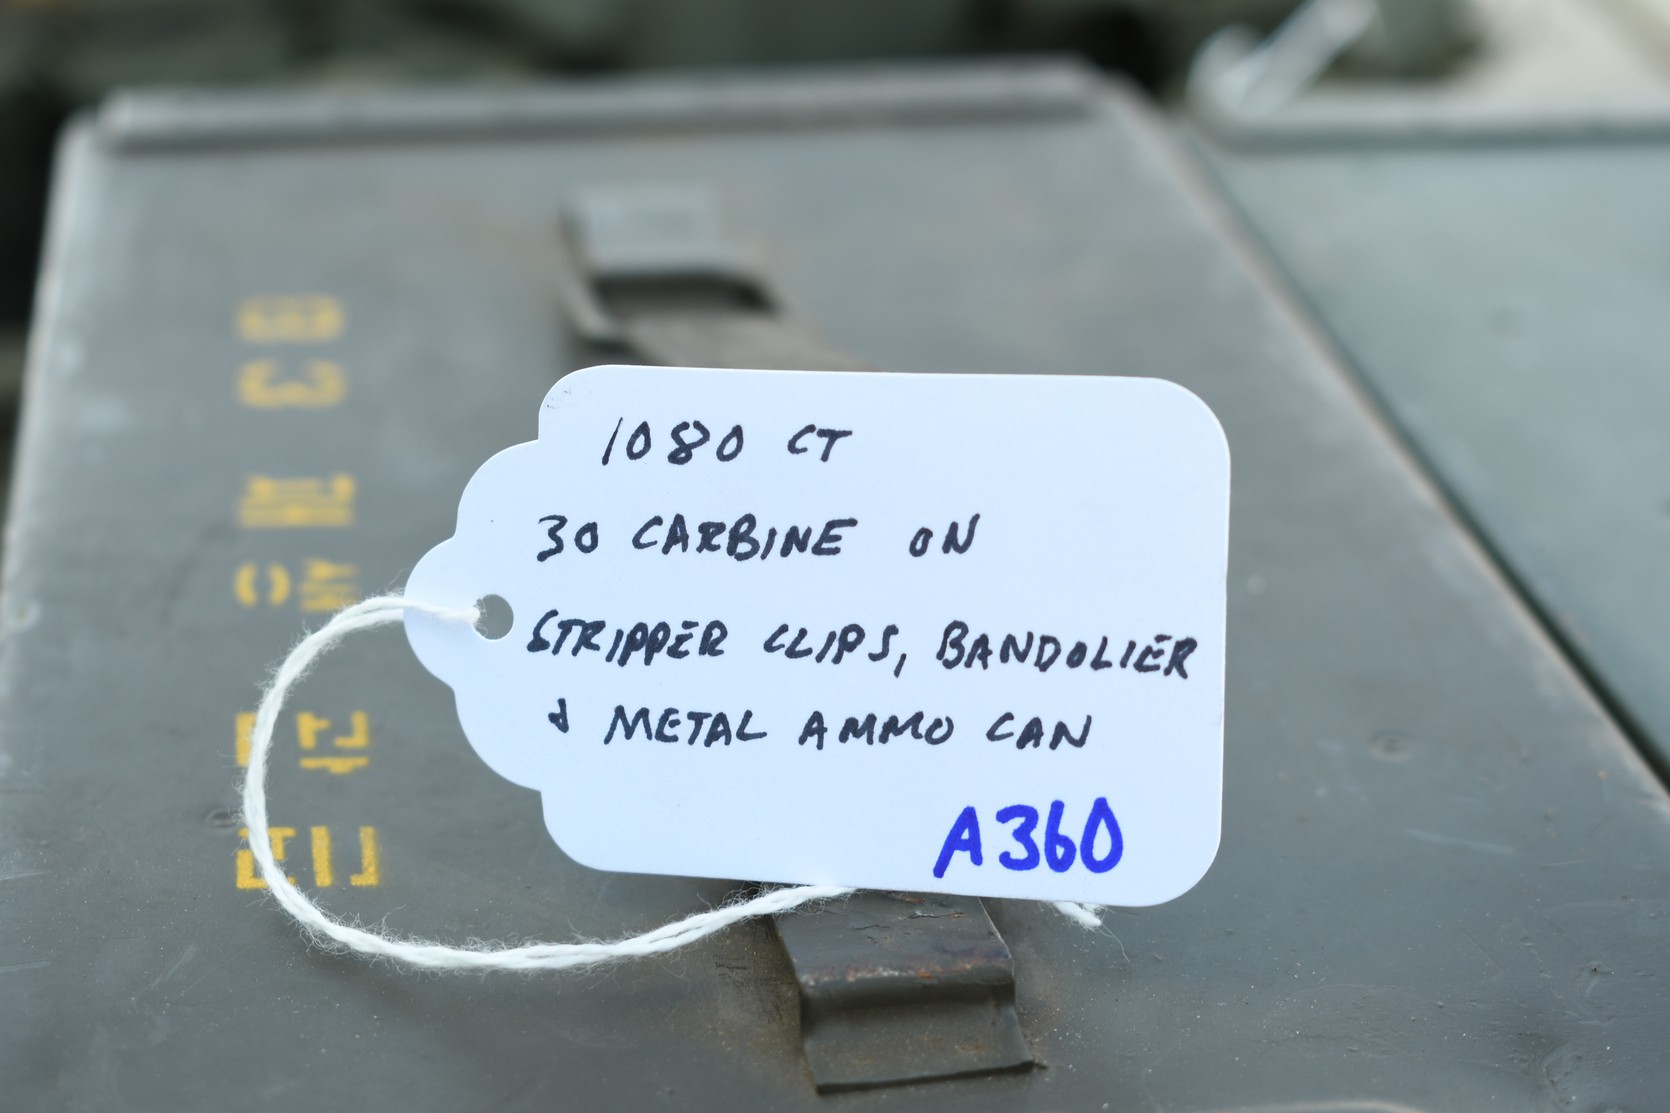 1080 CT
30 CARBINE ON
STRIPPER CLIPS, BANDOLIER
& METAL AMMO CAN
A360